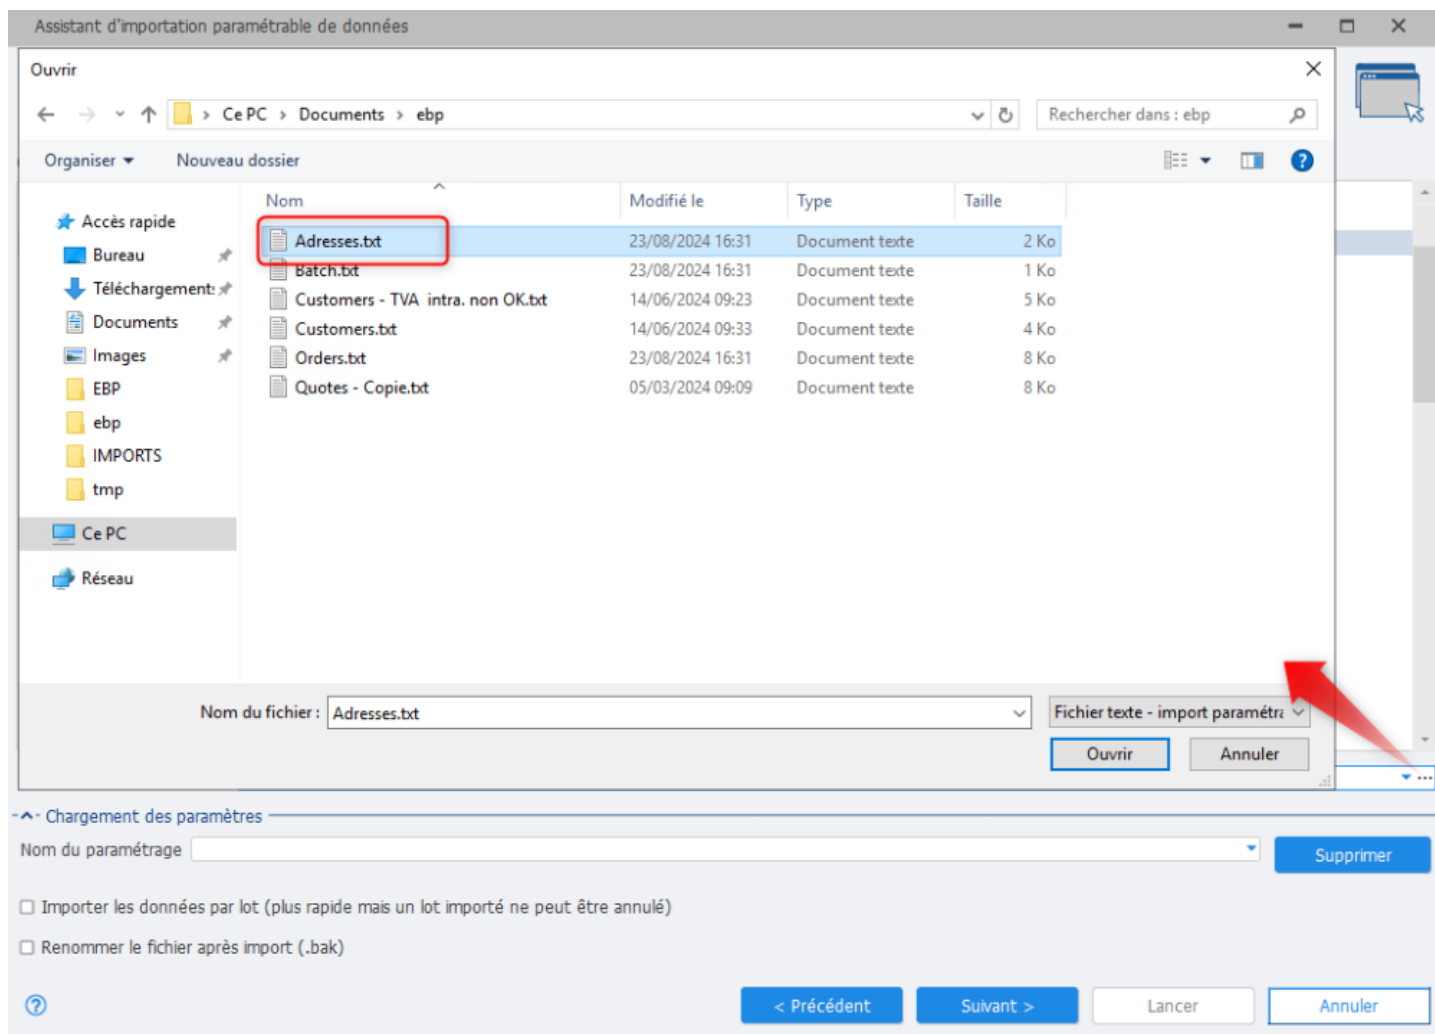 Assistant d'importation paramétrable de données
Ouvrir
Ce PC > Documents > ebp
Rechercher dans : ebp
Organiser Nouveau dossier
Nom Modifié le Type Taille
Accès rapide
Bureau
Téléchargement:
Documents
Images
EBP
ebp
IMPORTS
tmp
Ce PC
Réseau
Adresses.txt 23/08/2024 16:31 Document texte 2 Ko
Batch.txt 23/08/2024 16:31 Document texte 1 Ko
Customers - TVA intra. non OK.txt 14/06/2024 09:23 Document texte 5 Ko
Customers.txt 14/06/2024 09:33 Document texte 4 Ko
Orders.txt 23/08/2024 16:31 Document texte 8 Ko
Quotes - Copie.txt 05/03/2024 09:09 Document texte 8 Ko
Nom du fichier : Adresses.txt
Fichier texte - import paramétra
Ouvrir Annuler
Chargement des paramètres
Nom du paramétrage
Supprimer
Importer les données par lot (plus rapide mais un lot importé ne peut être annulé)
Renommer le fichier après import (.bak)
< Précédent Suivant > Lancer Annuler